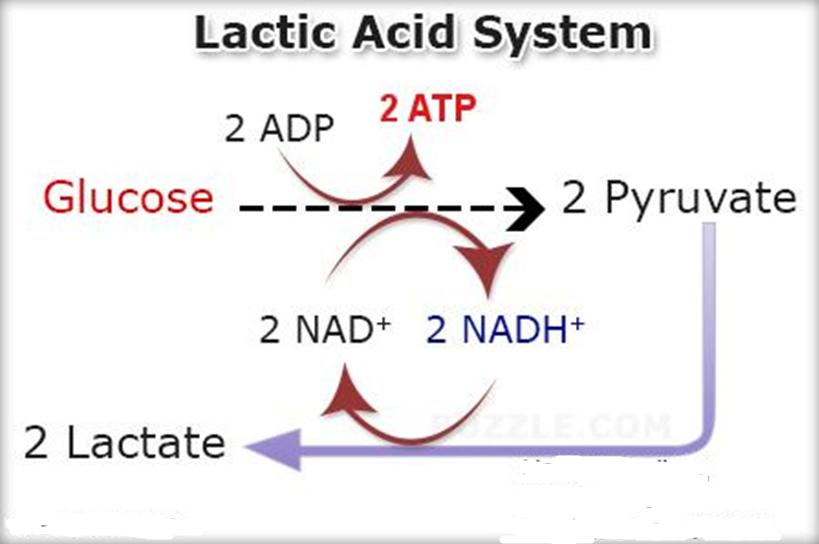 Lactic Acid System
2 ADP
2 ATP
Glucose
2 Pyruvate
2 NAD⁺
2 NADH⁺
2 Lactate